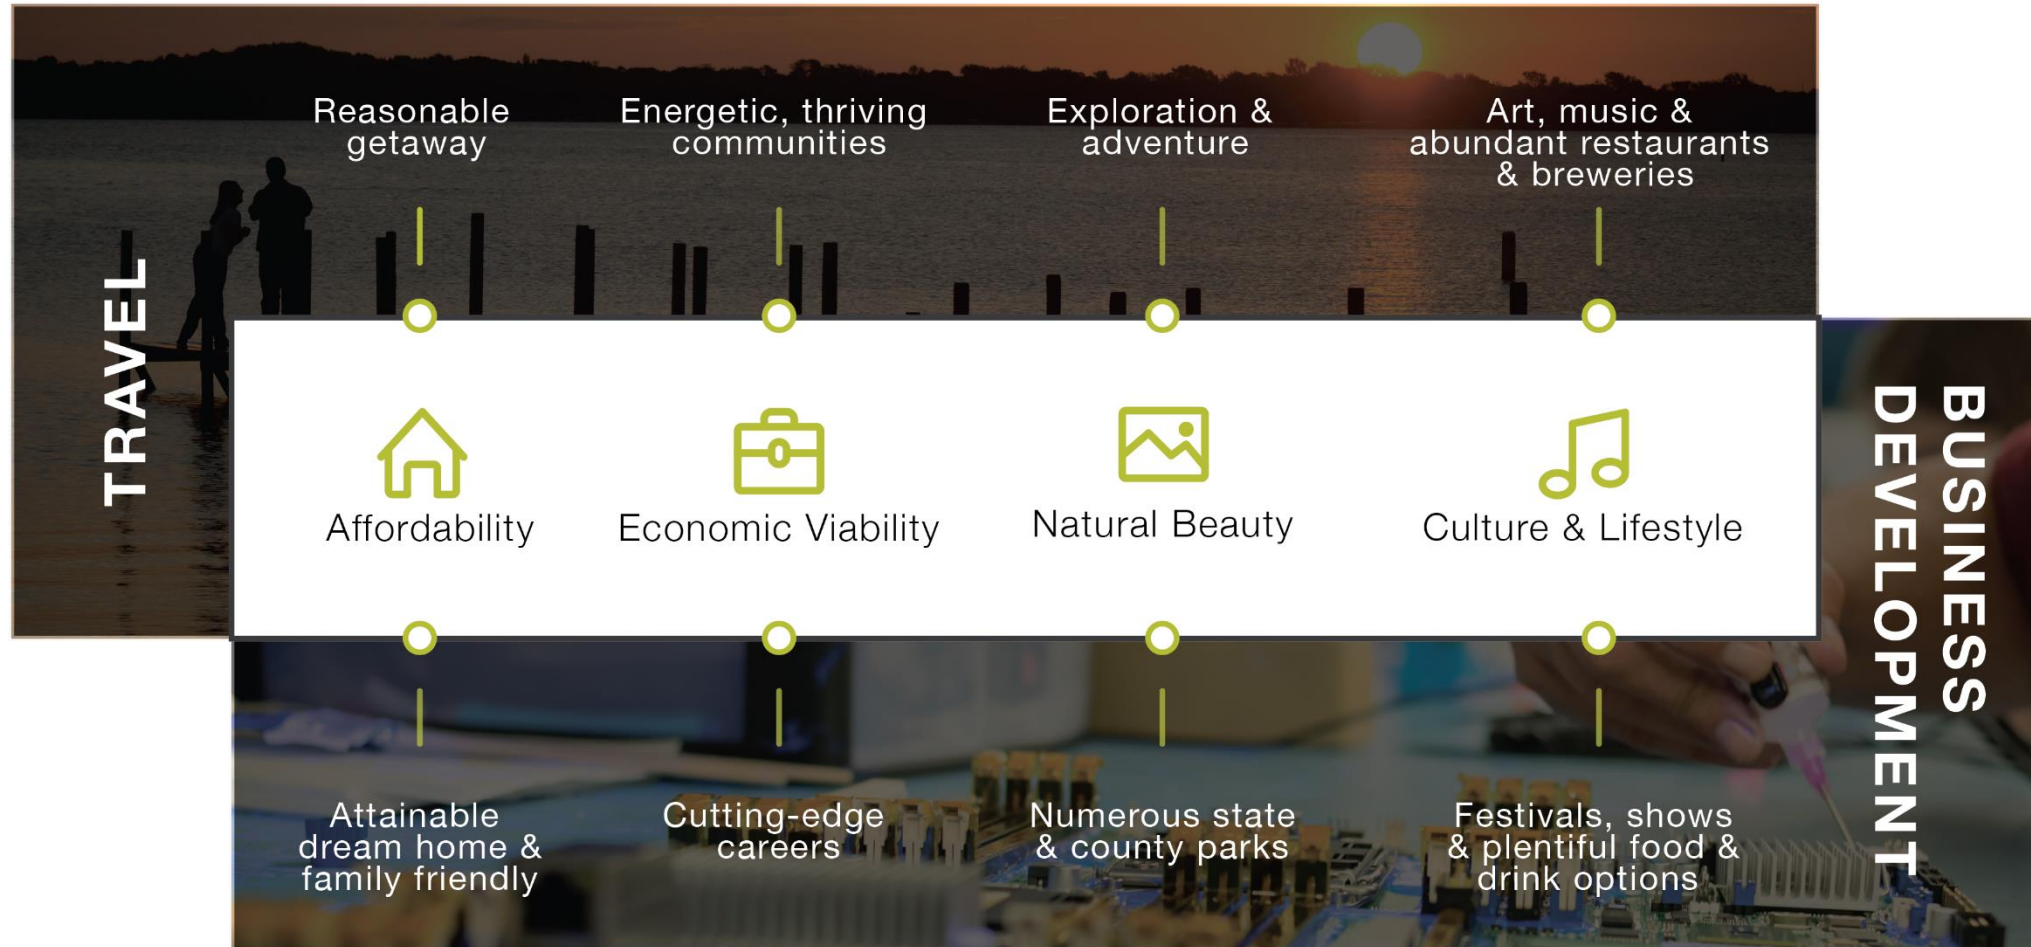 Reasonable
getaway
Energetic, thriving
communities
Exploration &
adventure
Art, music &
abundant restaurants
& breweries
TRAVEL
Affordability
Economic Viability
Natural Beauty
Culture & Lifestyle
BUSINESS
DEVELOPMENT
Attainable
dream home &
family friendly
Cutting-edge
careers
Numerous state
& county parks
Festivals, shows
& plentiful food &
drink options